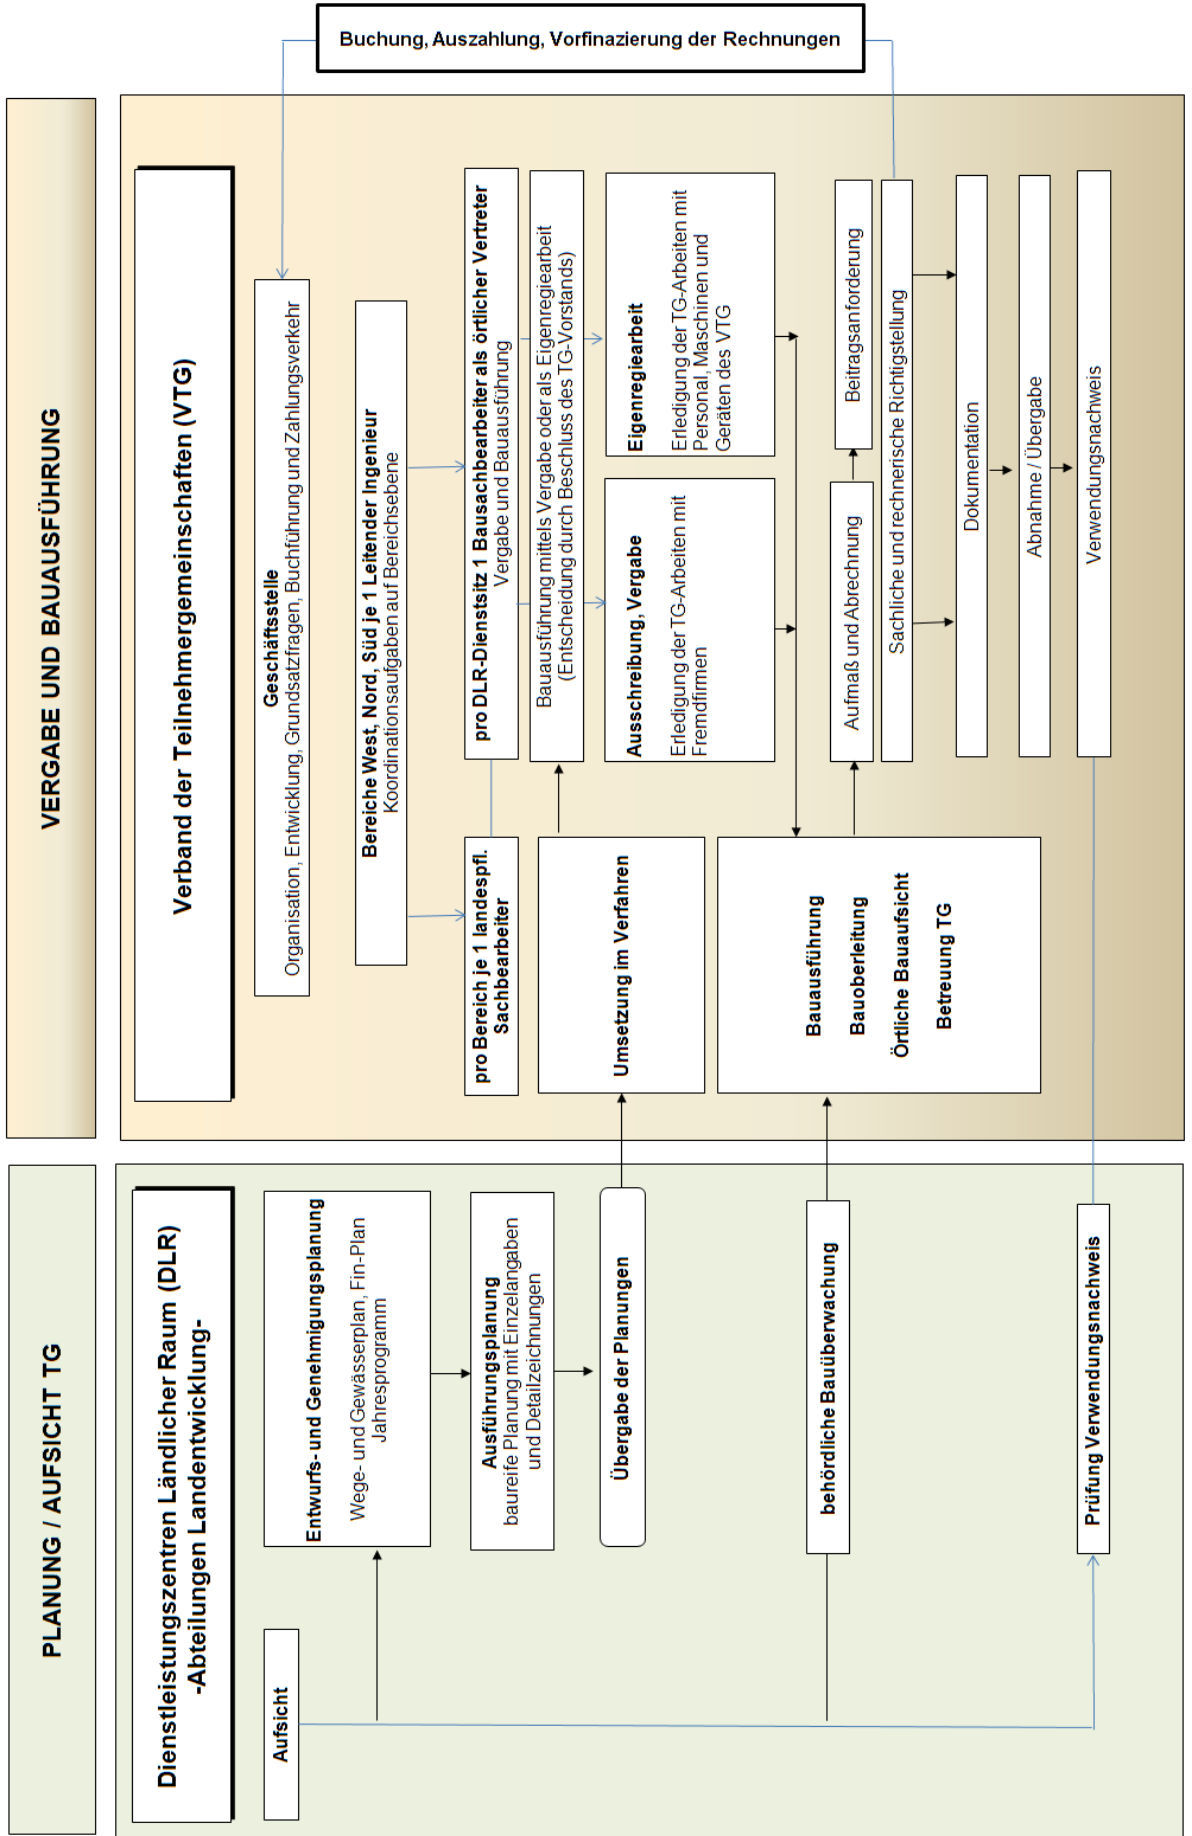 PLANUNG / AUFSICHT TG
Dienstleistungszentren Ländlicher Raum (DLR)
-Abteilungen Landentwicklung-
Aufsicht
Entwurfs- und Genehmigungsplanung
Wege- und Gewässerplan, Fin-Plan
Jahresprogramm
Ausführungsplanung
baureife Planung mit Einzelangaben
und Detailzeichnungen
Übergabe der Planungen
behördliche Bauüberwachung
Prüfung Verwendungsnachweis
VERGABE UND BAUAUSFÜHRUNG
Verband der Teilnehmergemeinschaften (VTG)
Geschäftsstelle
Organisation, Entwicklung, Grundsatzfragen, Buchführung und Zahlungsverkehr
Bereiche West, Nord, Süd je 1 Leitender Ingenieur
Koordinationsaufgaben auf Bereichsebene
pro Bereich je 1 landespfl.
Sachbearbeiter
pro DLR-Dienstsitz 1 Bausachbearbeiter als örtlicher Vertreter
Vergabe und Bauausführung
Umsetzung im Verfahren
Bauausführung mittels Vergabe oder als Eigenregiearbeit
(Entscheidung durch Beschluss des TG-Vorstands)
Ausschreibung, Vergabe
Erledigung der TG-Arbeiten mit
Fremdfirmen
Eigenregiearbeit
Erledigung der TG-Arbeiten mit
Personal, Maschinen und
Geräten des VTG
Bauausführung
Bauoberleitung
Örtliche Bauaufsicht
Betreuung TG
Aufmaß und Abrechnung
Beitragsanforderung
Sachliche und rechnerische Richtigstellung
Dokumentation
Abnahme / Übergabe
Verwendungsnachweis
Buchung, Auszahlung, Vorfinazierung der Rechnungen